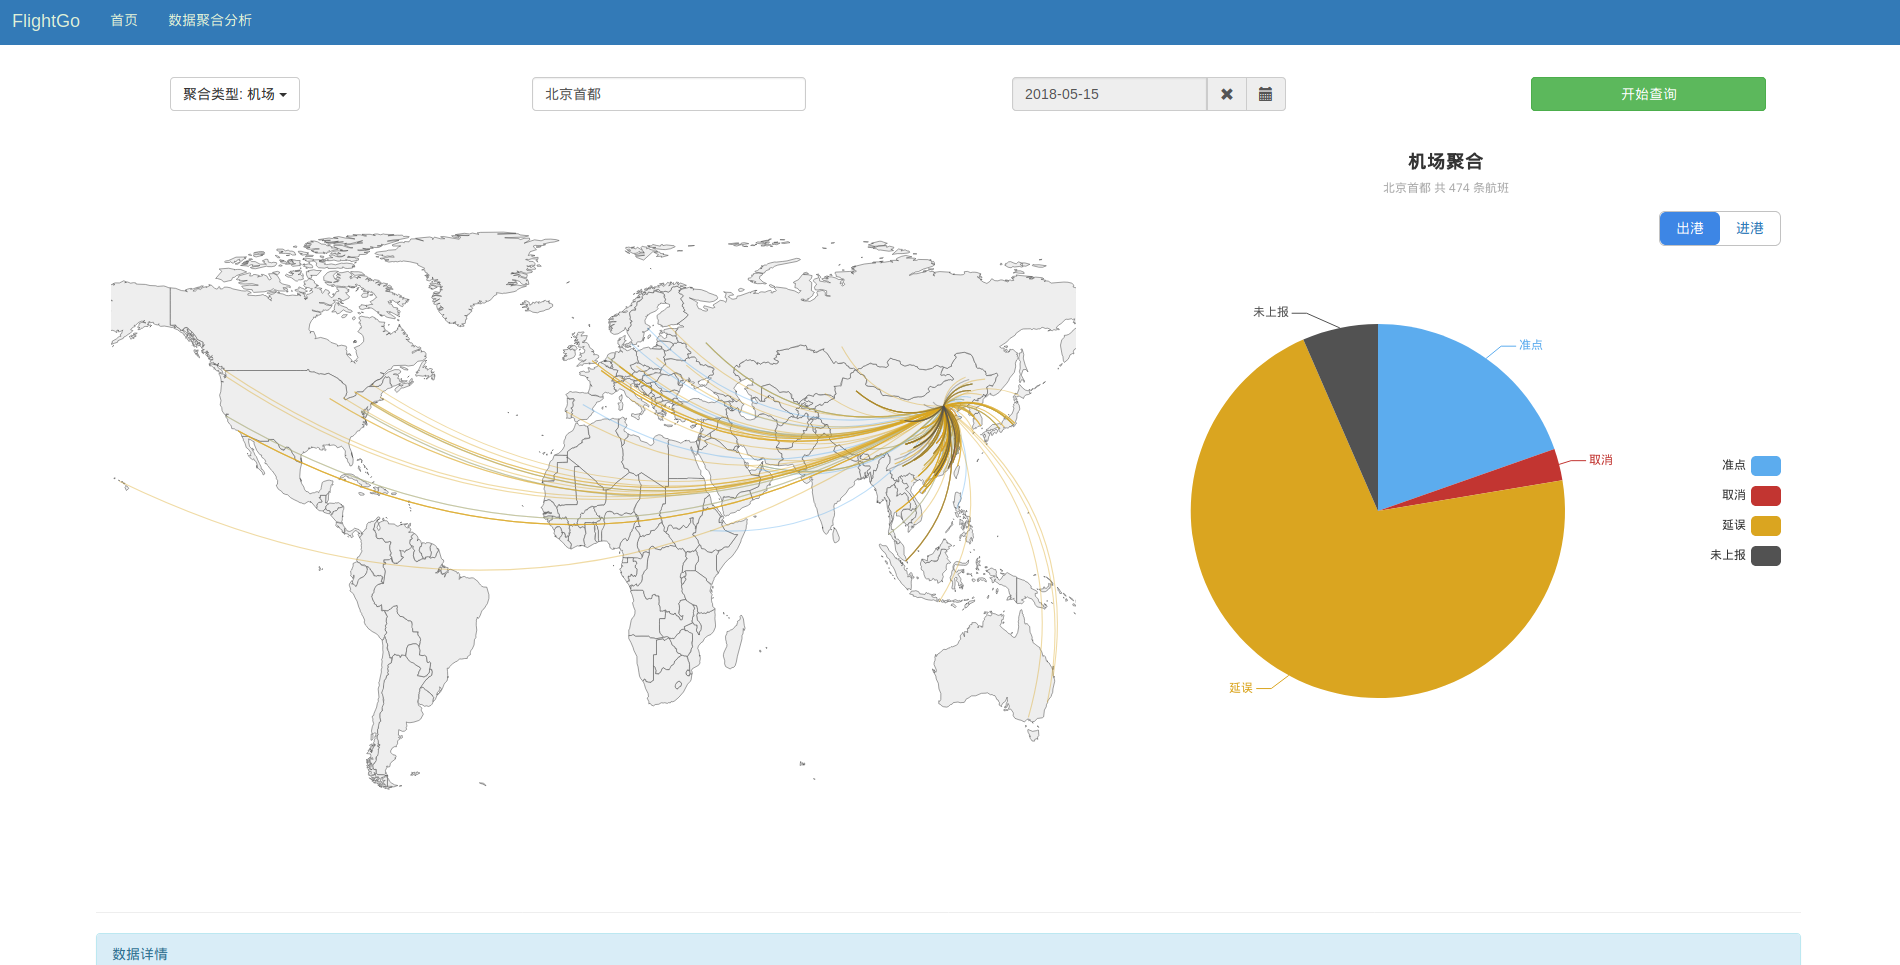 FlightGo 首页 数据聚合分析
聚合类型: 机场
北京首都
2018-05-15
开始查询
机场聚合
北京首都 共 474 条航班
出港 进港
未上报
准点
取消
延误
准点
取消
延误
未上报
数据详情